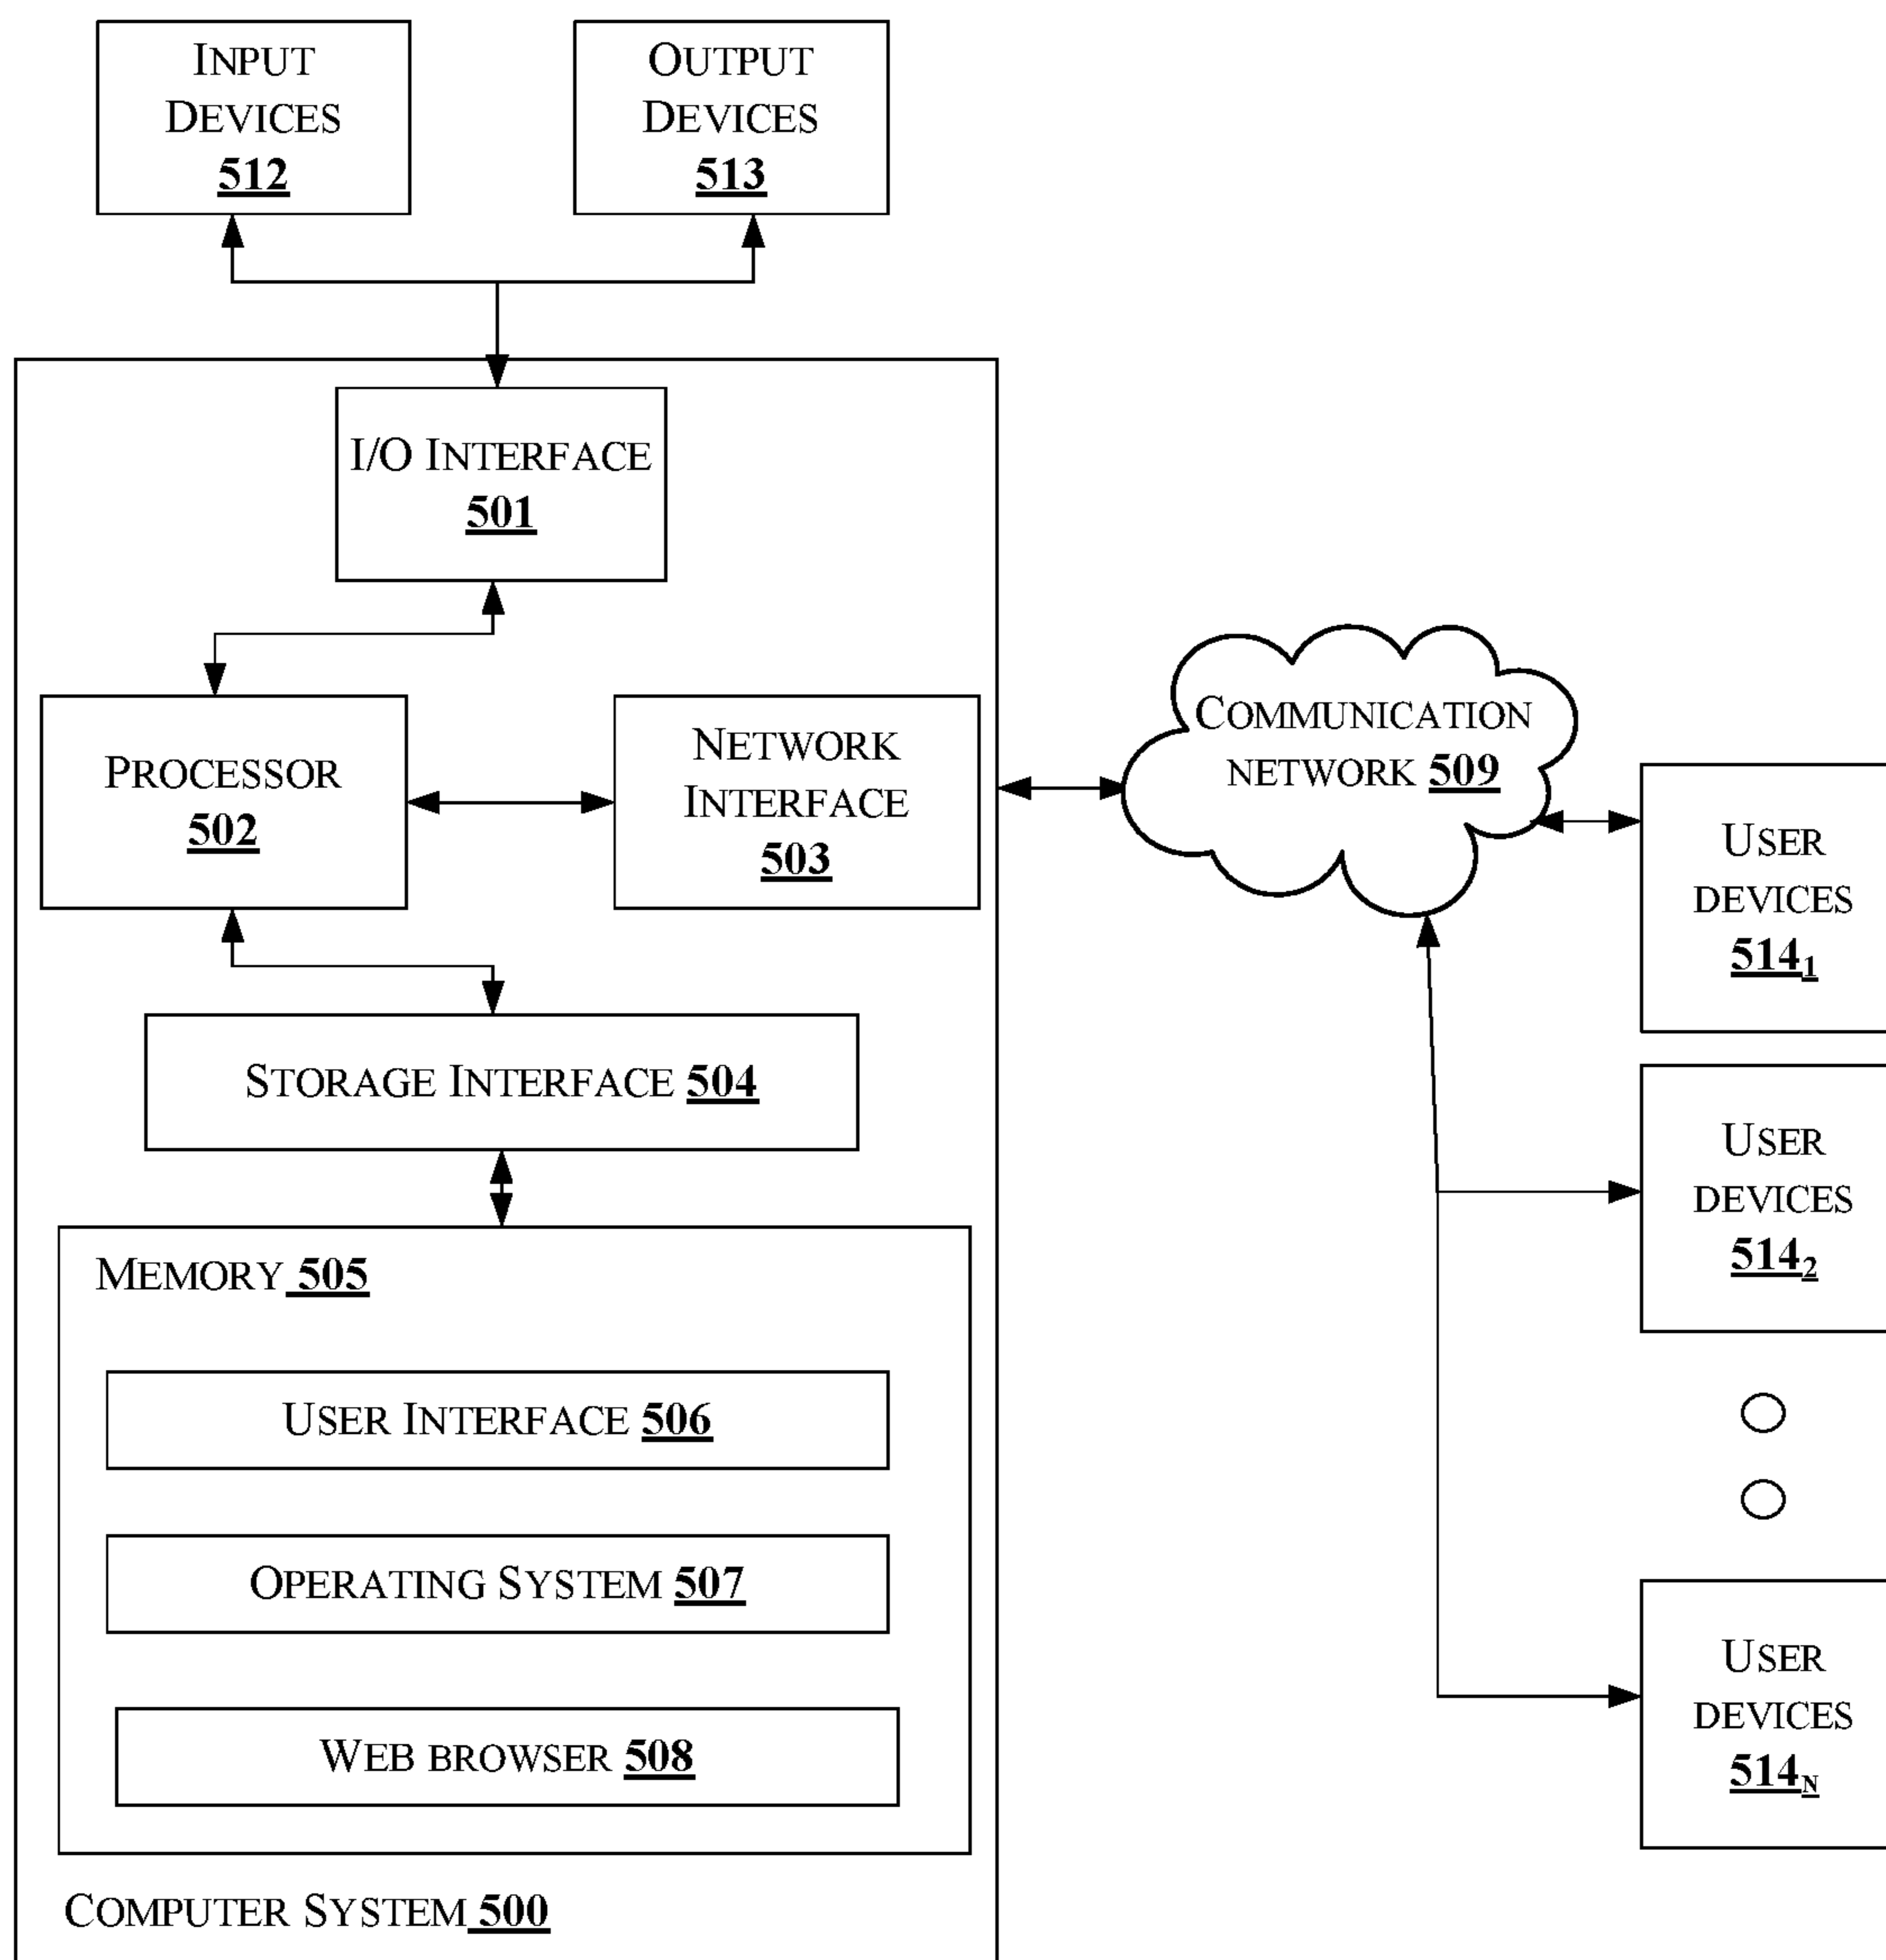 INPUT
DEVICES
512
OUTPUT
DEVICES
513
I/O INTERFACE
501
PROCESSOR
502
NETWORK
INTERFACE
503
COMMUNICATION
NETWORK 509
USER
DEVICES
514₁
STORAGE INTERFACE 504
USER
DEVICES
514₂
MEMORY 505
USER INTERFACE 506
OPERATING SYSTEM 507
WEB BROWSER 508
USER
DEVICES
514N
COMPUTER SYSTEM 500